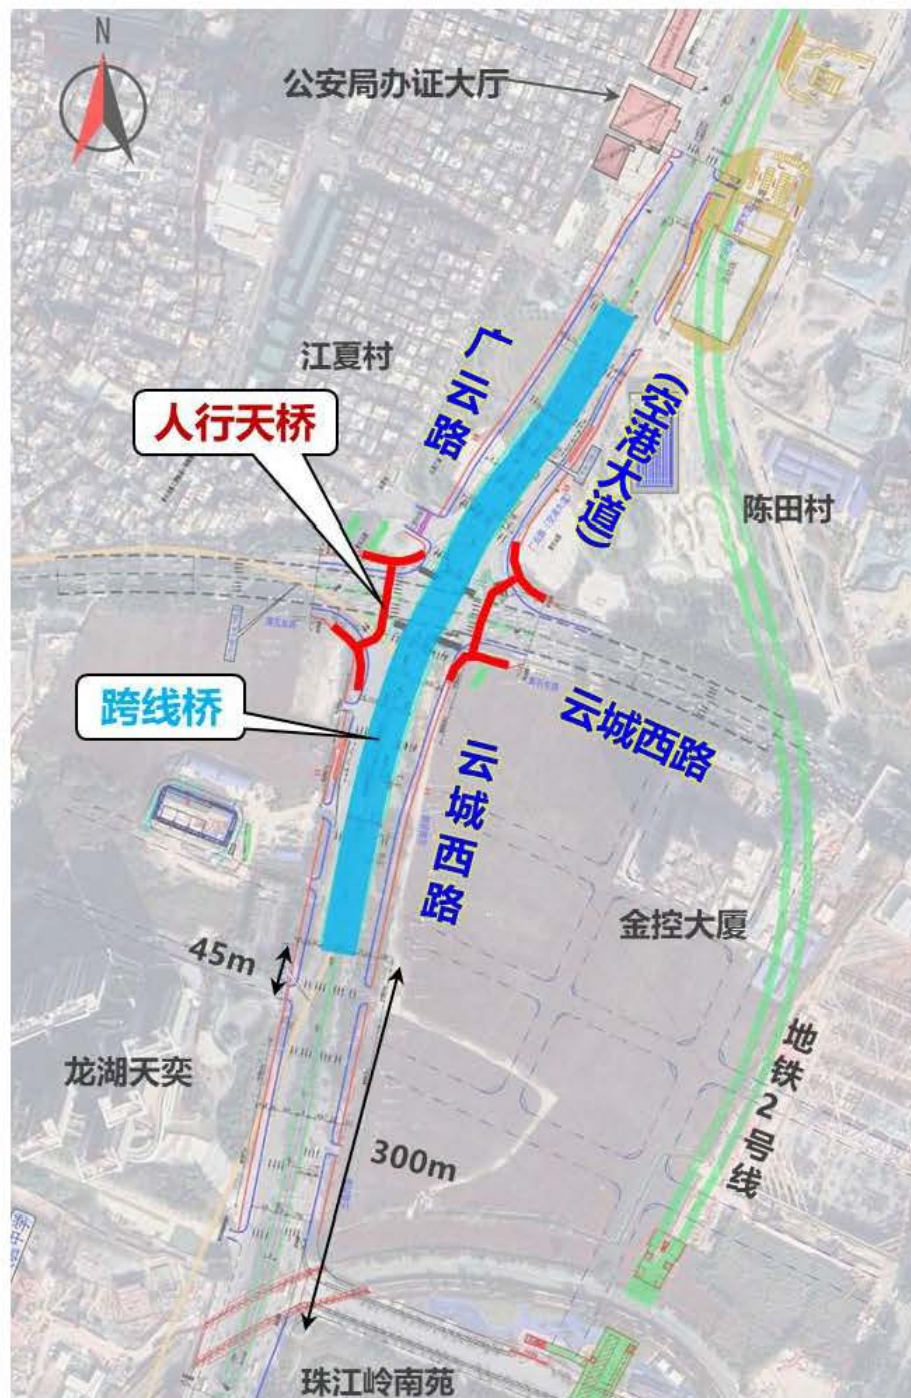 N
公安局办证大厅
江夏村
广云路
(空港大道)
人行天桥
陈田村
跨线桥
云城西路
云城西路
金控大厦
45m
龙湖天奕
地铁2号线
300m
珠江岭南苑